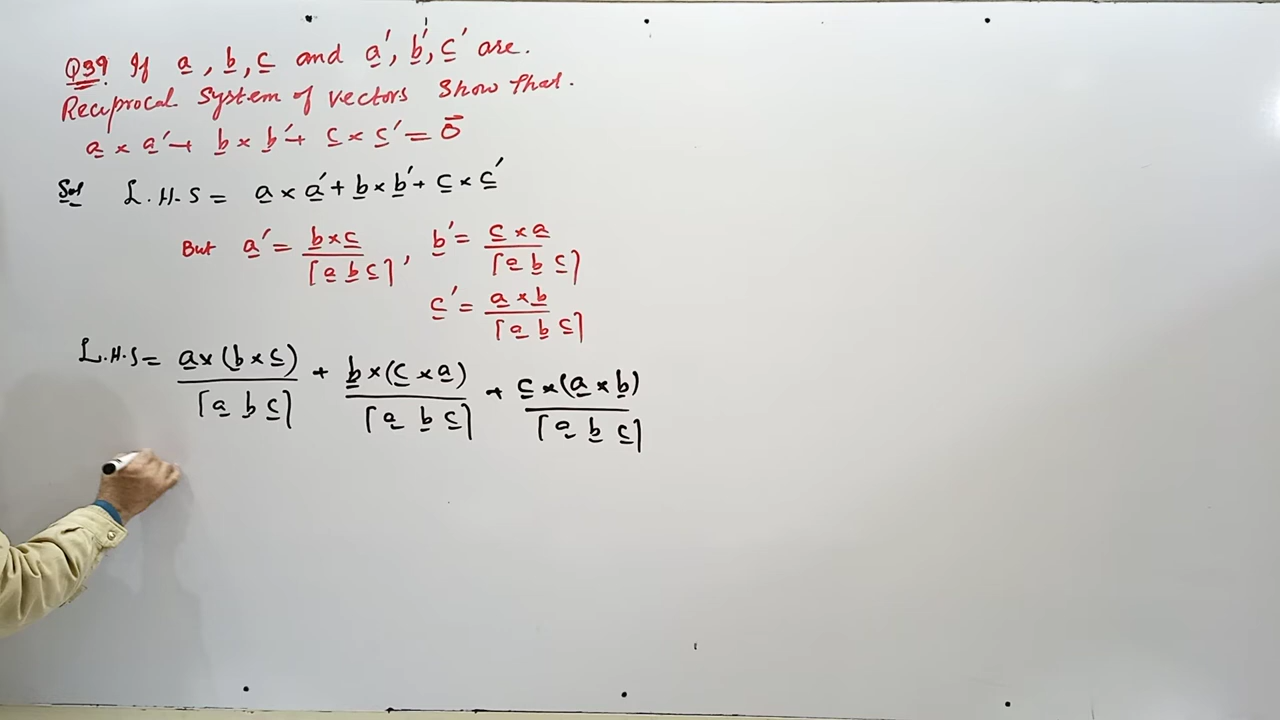 Q39 If a̲, b̲, c̲ and a̲′, b̲′, c̲′ are.
Reciprocal System of vectors Show That.
a̲ × a̲′ + b̲ × b̲′ + c̲ × c̲′ = 0⃗
Sol L.H.S = a̲ × a̲′ + b̲ × b̲′ + c̲ × c̲′
But a̲′ = b̲×c̲ / [a̲ b̲ c̲], b̲′ = c̲ × a̲ / [a̲ b̲ c̲]
c̲′ = a̲ × b̲ / [a̲ b̲ c̲]
L.H.S = a̲×(b̲×c̲) / [a̲ b̲ c̲] + b̲×(c̲×a̲) / [a̲ b̲ c̲] + c̲×(a̲×b̲) / [a̲ b̲ c̲]